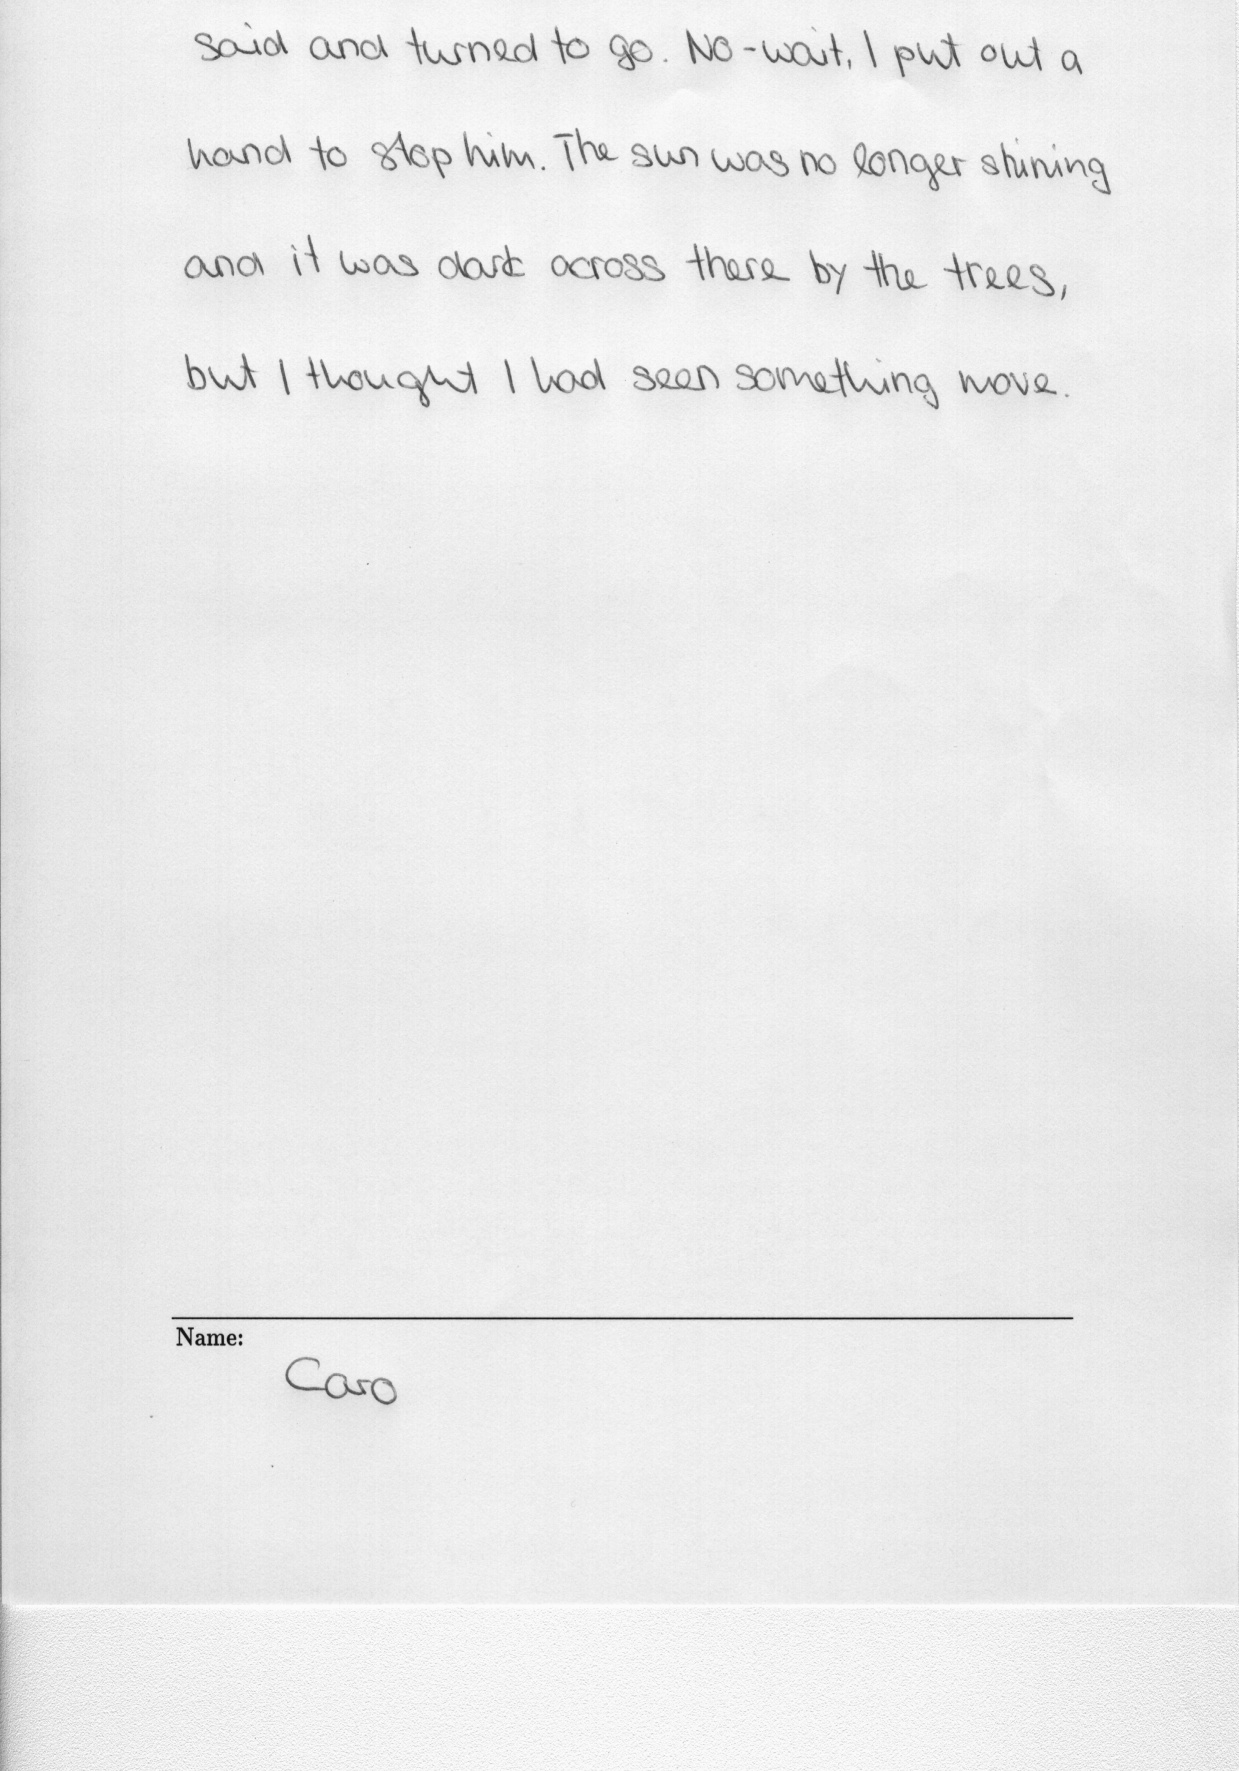 said and turned to go. No-wait, I put out a
hand to stop him. The sun was no longer shining
and it was dark across there by the trees,
but I thought I had seen something move.
Name:
Caro